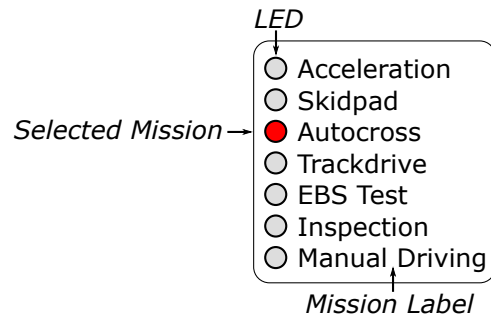 LED
Acceleration
Skidpad
Selected Mission
Autocross
Trackdrive
EBS Test
Inspection
Manual Driving
Mission Label